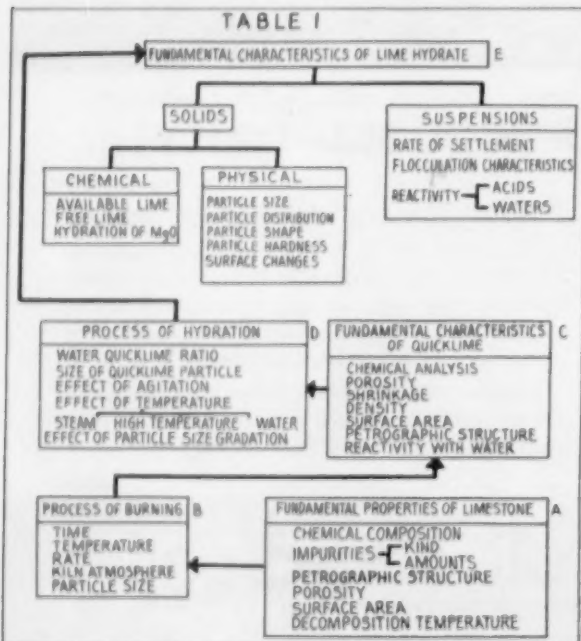 TABLE I
FUNDAMENTAL CHARACTERISTICS OF LIME HYDRATE E
SOLIDS
CHEMICAL
AVAILABLE LIME
FREE LIME
HYDRATION OF MgO
PHYSICAL
PARTICLE SIZE
PARTICLE DISTRIBUTION
PARTICLE SHAPE
PARTICLE HARDNESS
SURFACE CHANGES
SUSPENSIONS
RATE OF SETTLEMENT
FLOCCULATION CHARACTERISTICS
REACTIVITY ACIDS
WATERS
PROCESS OF HYDRATION D
WATER QUICKLIME RATIO
SIZE OF QUICKLIME PARTICLE
EFFECT OF AGITATION
EFFECT OF TEMPERATURE
STEAM HIGH TEMPERATURE WATER
EFFECT OF PARTICLE SIZE GRADATION
FUNDAMENTAL CHARACTERISTICS C
OF QUICKLIME
CHEMICAL ANALYSIS
POROSITY
SHRINKAGE
DENSITY
SURFACE AREA
PETROGRAPHIC STRUCTURE
REACTIVITY WITH WATER
PROCESS OF BURNING B
TIME
TEMPERATURE
RATE
KILN ATMOSPHERE
PARTICLE SIZE
FUNDAMENTAL PROPERTIES OF LIMESTONE A
CHEMICAL COMPOSITION
IMPURITIES KIND
AMOUNTS
PETROGRAPHIC STRUCTURE
POROSITY
SURFACE AREA
DECOMPOSITION TEMPERATURE